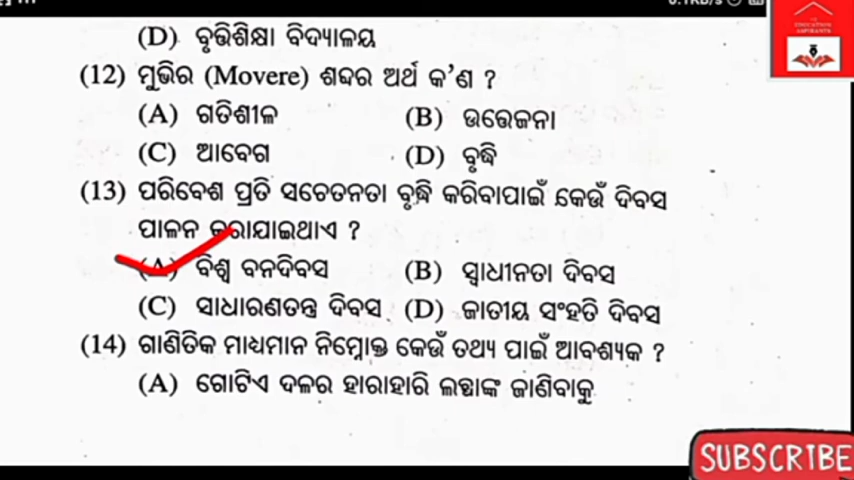 (D) ବୃତ୍ତିଶିକ୍ଷା ବିଦ୍ୟାଳୟ
(12) ମୁଭିର (Movere) ଶବ୍ଦର ଅର୍ଥ କ'ଣ ?
(A) ଗତିଶୀଳ (B) ଉତ୍ତେଜନା
(C) ଆବେଗ (D) ବୃଦ୍ଧି
(13) ପରିବେଶ ପ୍ରତି ସଚେତନତା ବୃଦ୍ଧି କରିବାପାଇଁ କେଉଁ ଦିବସ
ପାଳନ କରାଯାଇଥାଏ ?
(A) ବିଶ୍ୱ ବନଦିବସ (B) ସ୍ୱାଧୀନତା ଦିବସ
(C) ସାଧାରଣତନ୍ତ୍ର ଦିବସ (D) ଜାତୀୟ ସଂହତି ଦିବସ
(14) ଗାଣିତିକ ମାଧ୍ୟମାନ ନିମ୍ନୋକ୍ତ କେଉଁ ତଥ୍ୟ ପାଇଁ ଆବଶ୍ୟକ ?
(A) ଗୋଟିଏ ଦଳର ହାରାହାରି ଲବ୍ଧାଙ୍କ ଜାଣିବାକୁ
SUBSCRIBE